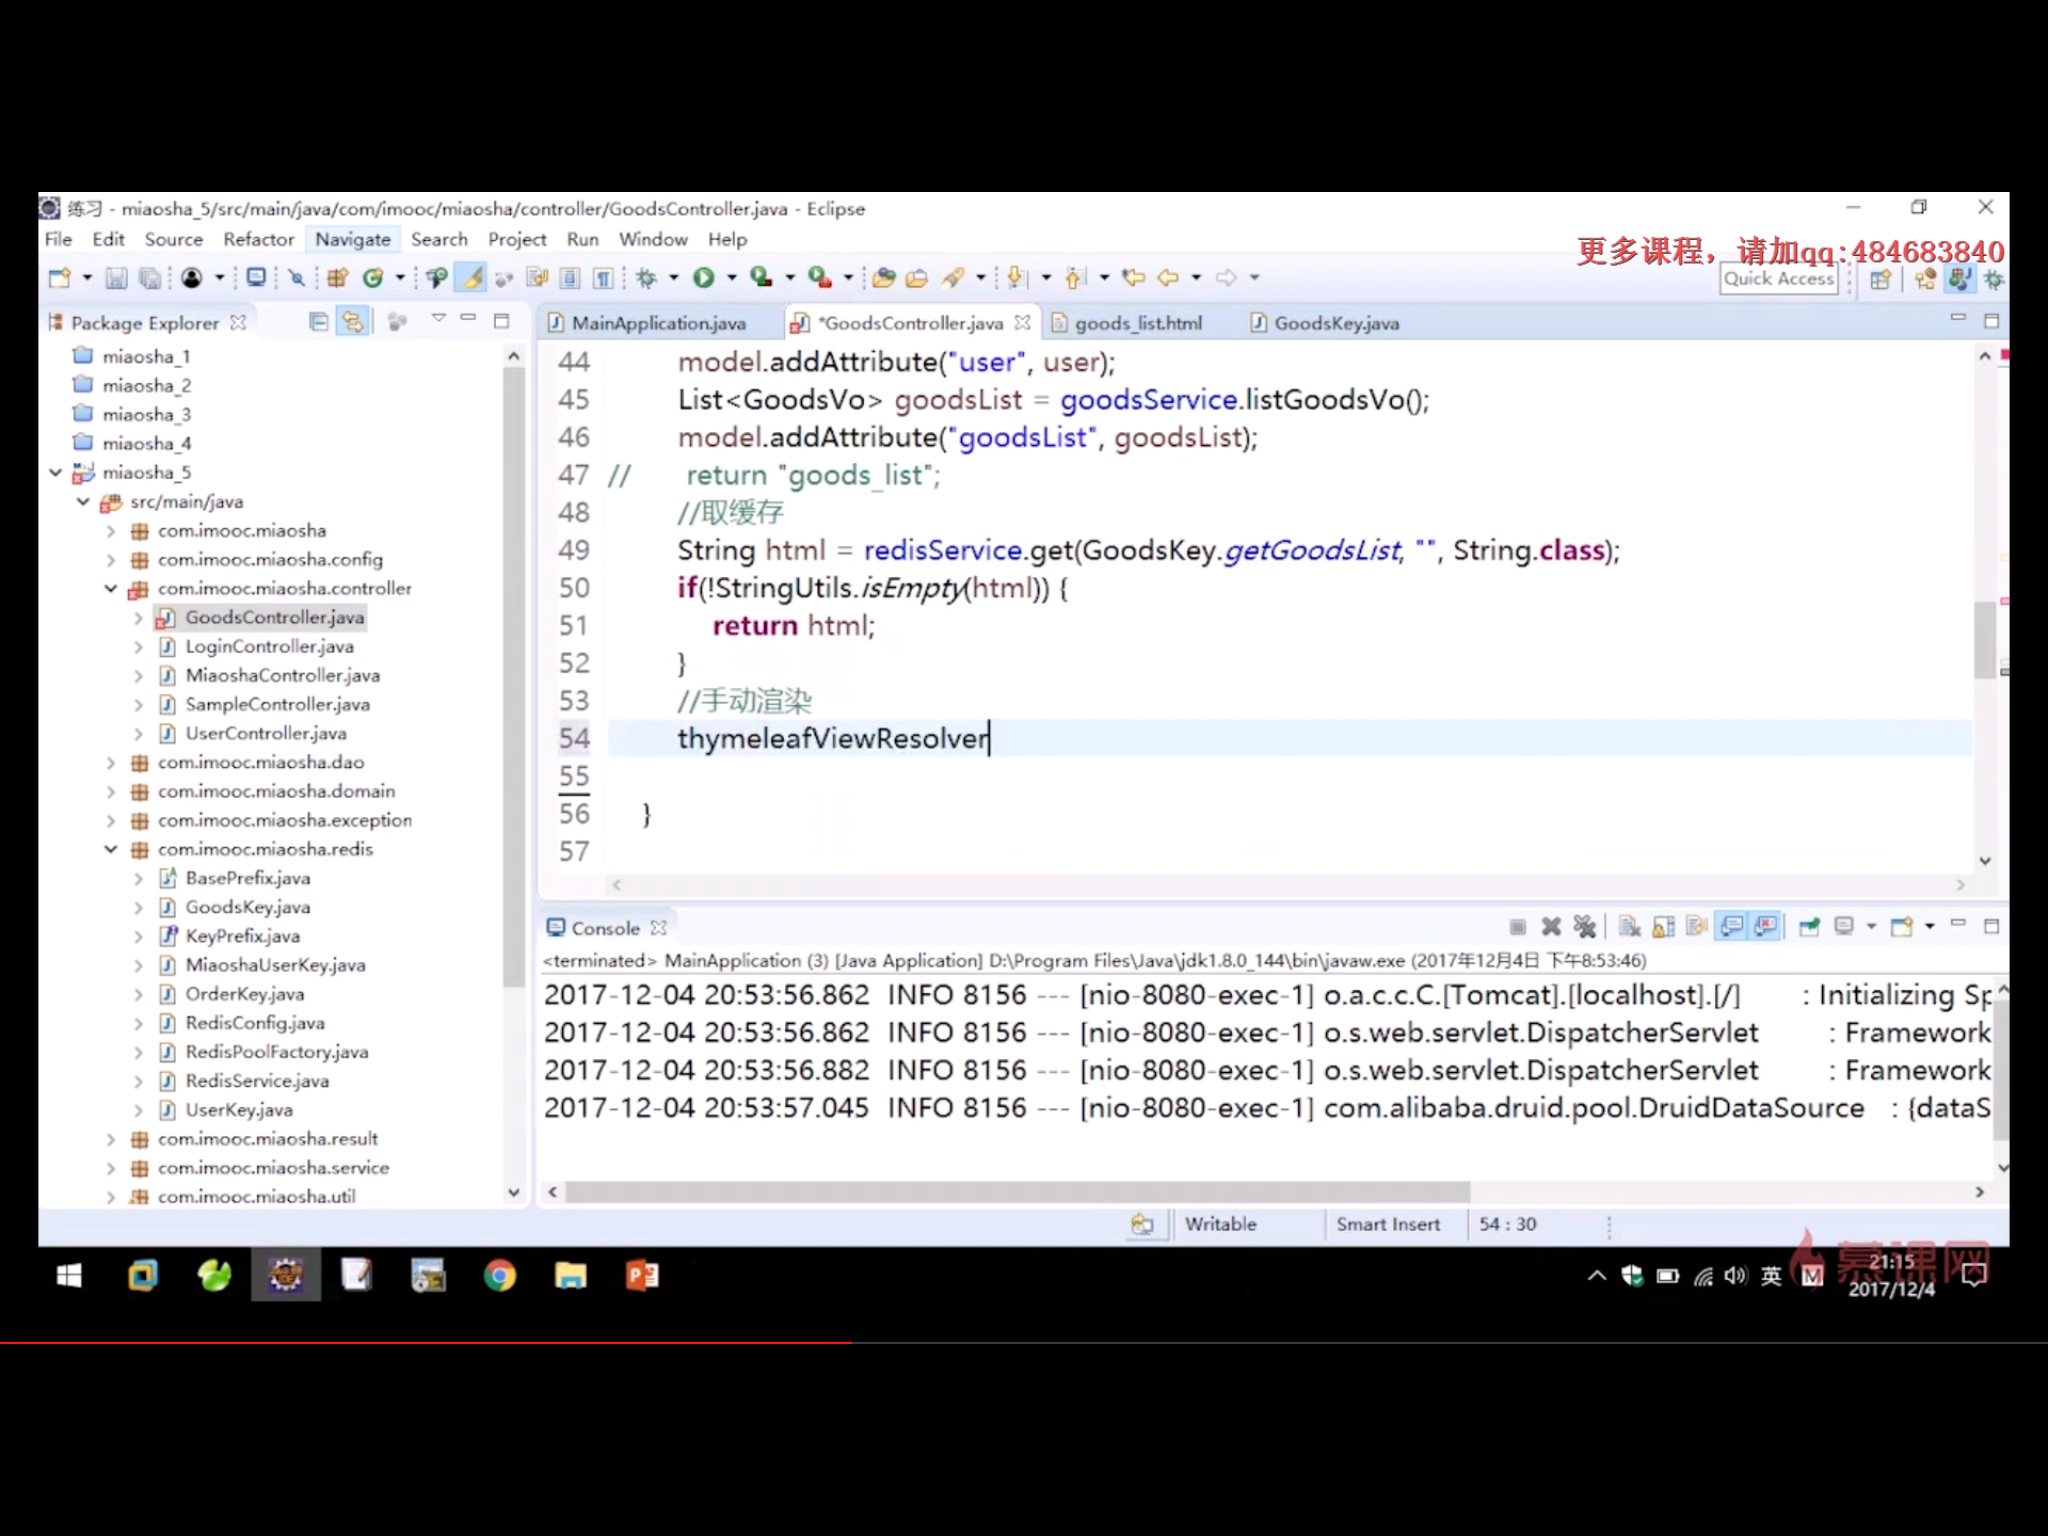 练习 - miaosha_5/src/main/java/com/imooc/miaosha/controller/GoodsController.java - Eclipse
File Edit Source Refactor Navigate Search Project Run Window Help
更多课程，请加qq:484683840
Quick Access
Package Explorer
miaosha_1
miaosha_2
miaosha_3
miaosha_4
miaosha_5
src/main/java
com.imooc.miaosha
com.imooc.miaosha.config
com.imooc.miaosha.controller
GoodsController.java
LoginController.java
MiaoshaController.java
SampleController.java
UserController.java
com.imooc.miaosha.dao
com.imooc.miaosha.domain
com.imooc.miaosha.exception
com.imooc.miaosha.redis
BasePrefix.java
GoodsKey.java
KeyPrefix.java
MiaoshaUserKey.java
OrderKey.java
RedisConfig.java
RedisPoolFactory.java
RedisService.java
UserKey.java
com.imooc.miaosha.result
com.imooc.miaosha.service
com.imooc.miaosha.util
MainApplication.java *GoodsController.java goods_list.html GoodsKey.java
44 model.addAttribute("user", user);
45 List<GoodsVo> goodsList = goodsService.listGoodsVo();
46 model.addAttribute("goodsList", goodsList);
47 // return "goods_list";
48 //取缓存
49 String html = redisService.get(GoodsKey.getGoodsList, "", String.class);
50 if(!StringUtils.isEmpty(html)) {
51 return html;
52 }
53 //手动渲染
54 thymeleafViewResolver
55
56 }
57
Console
<terminated> MainApplication (3) [Java Application] D:\Program Files\Java\jdk1.8.0_144\bin\javaw.exe (2017年12月4日 下午8:53:46)
2017-12-04 20:53:56.862 INFO 8156 --- [nio-8080-exec-1] o.a.c.c.C.[Tomcat].[localhost].[/] : Initializing Sp
2017-12-04 20:53:56.862 INFO 8156 --- [nio-8080-exec-1] o.s.web.servlet.DispatcherServlet : Framework
2017-12-04 20:53:56.882 INFO 8156 --- [nio-8080-exec-1] o.s.web.servlet.DispatcherServlet : Framework
2017-12-04 20:53:57.045 INFO 8156 --- [nio-8080-exec-1] com.alibaba.druid.pool.DruidDataSource : {dataS
Writable Smart Insert 54 : 30
英 M 慕课网
21:15
2017/12/4